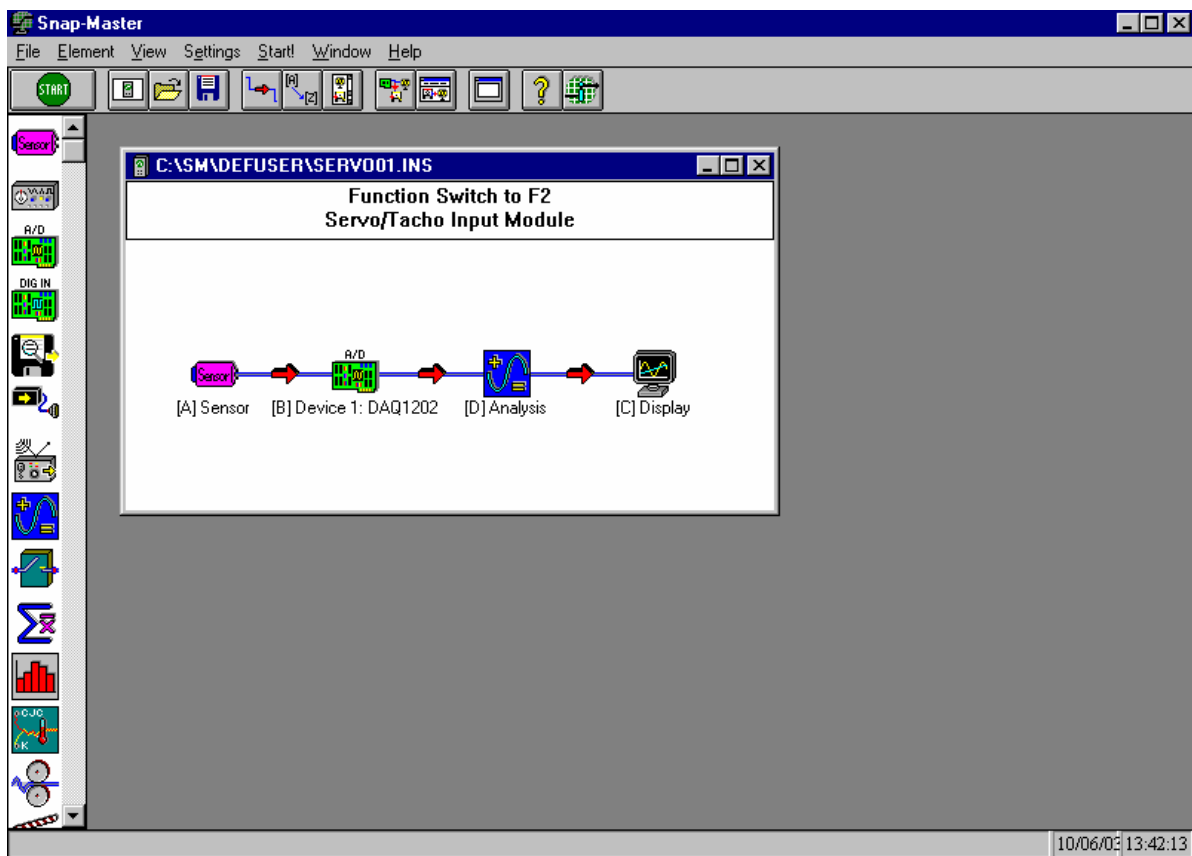 Snap-Master
File Element View Settings Start! Window Help
START
[A]
[Z]
Sensor
A/D
DIG IN
CJC
K
C:\SM\DEFUSER\SERVO01.INS
Function Switch to F2
Servo/Tacho Input Module
A/D
Sensor
[A] Sensor [B] Device 1: DAQ1202 [D] Analysis [C] Display
10/06/03 13:42:13